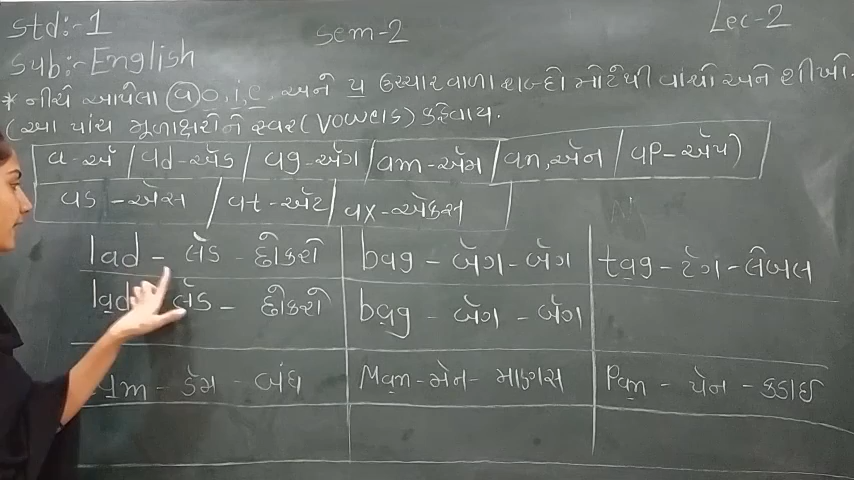 Std:-1 Sem-2 Lec-2
Sub:-English
* નીચે આપેલા a, o, i, e, અને પ ઉચ્ચારવાળા શબ્દો મોટેથી વાંચો અને શીખો.
(આ પાંચ મૂળાક્ષરોને સ્વર (Vowels) કહેવાય.
a-ઍ / ad-ઍડ / ag-ઍગ / am-ઍમ / an, ઍન / ap-ઍપ)
as-ઍસ / at-ઍટ / ax-ઍક્સ
lad - લૅડ - છોકરો bag - બૅગ - બૅગ tag - ટૅગ - લેબલ
lad લૅડ - છોકરો bag - બૅગ - બૅગ
ડૅમ - બંધ Man - મેન - માણસ Pan - પેન - કડાઈ